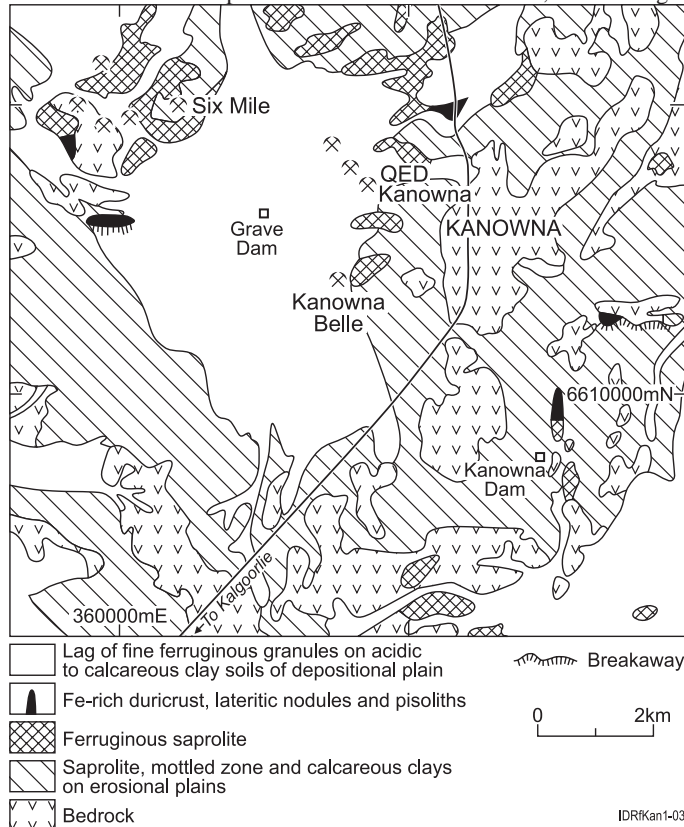 Six Mile
QED
Kanowna
KANOWNA
Grave
Dam
Kanowna
Belle
6610000mN
Kanowna
Dam
To Kalgoorlie
360000mE
Lag of fine ferruginous granules on acidic
to calcareous clay soils of depositional plain
Breakaway
Fe-rich duricrust, lateritic nodules and pisoliths
0 2km
Ferruginous saprolite
Saprolite, mottled zone and calcareous clays
on erosional plains
Bedrock
IDRfKan1-03